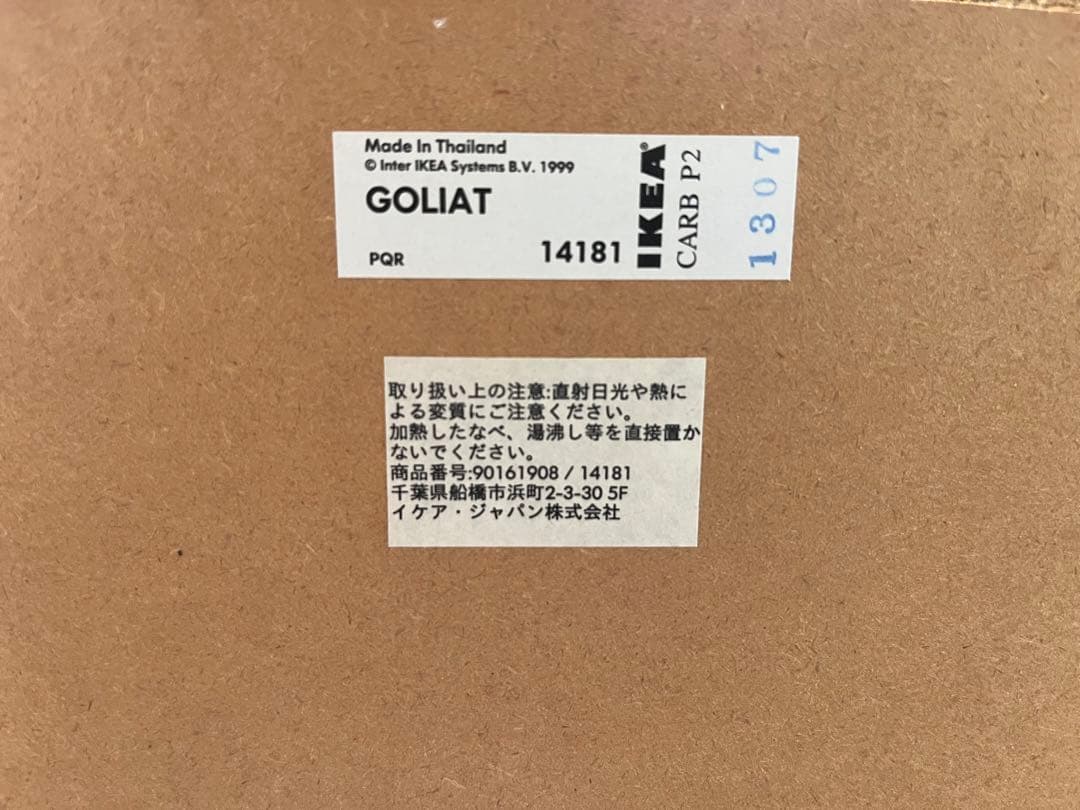 Made In Thailand
© Inter IKEA Systems B.V. 1999
GOLIAT
PQR
14181
IKEA®
CARB P2
1307
取り扱い上の注意:直射日光や熱に
よる変質にご注意ください。
加熱したなべ、湯沸し等を直接置か
ないでください。
商品番号:90161908 / 14181
千葉県船橋市浜町2-3-30 5F
イケア・ジャパン株式会社